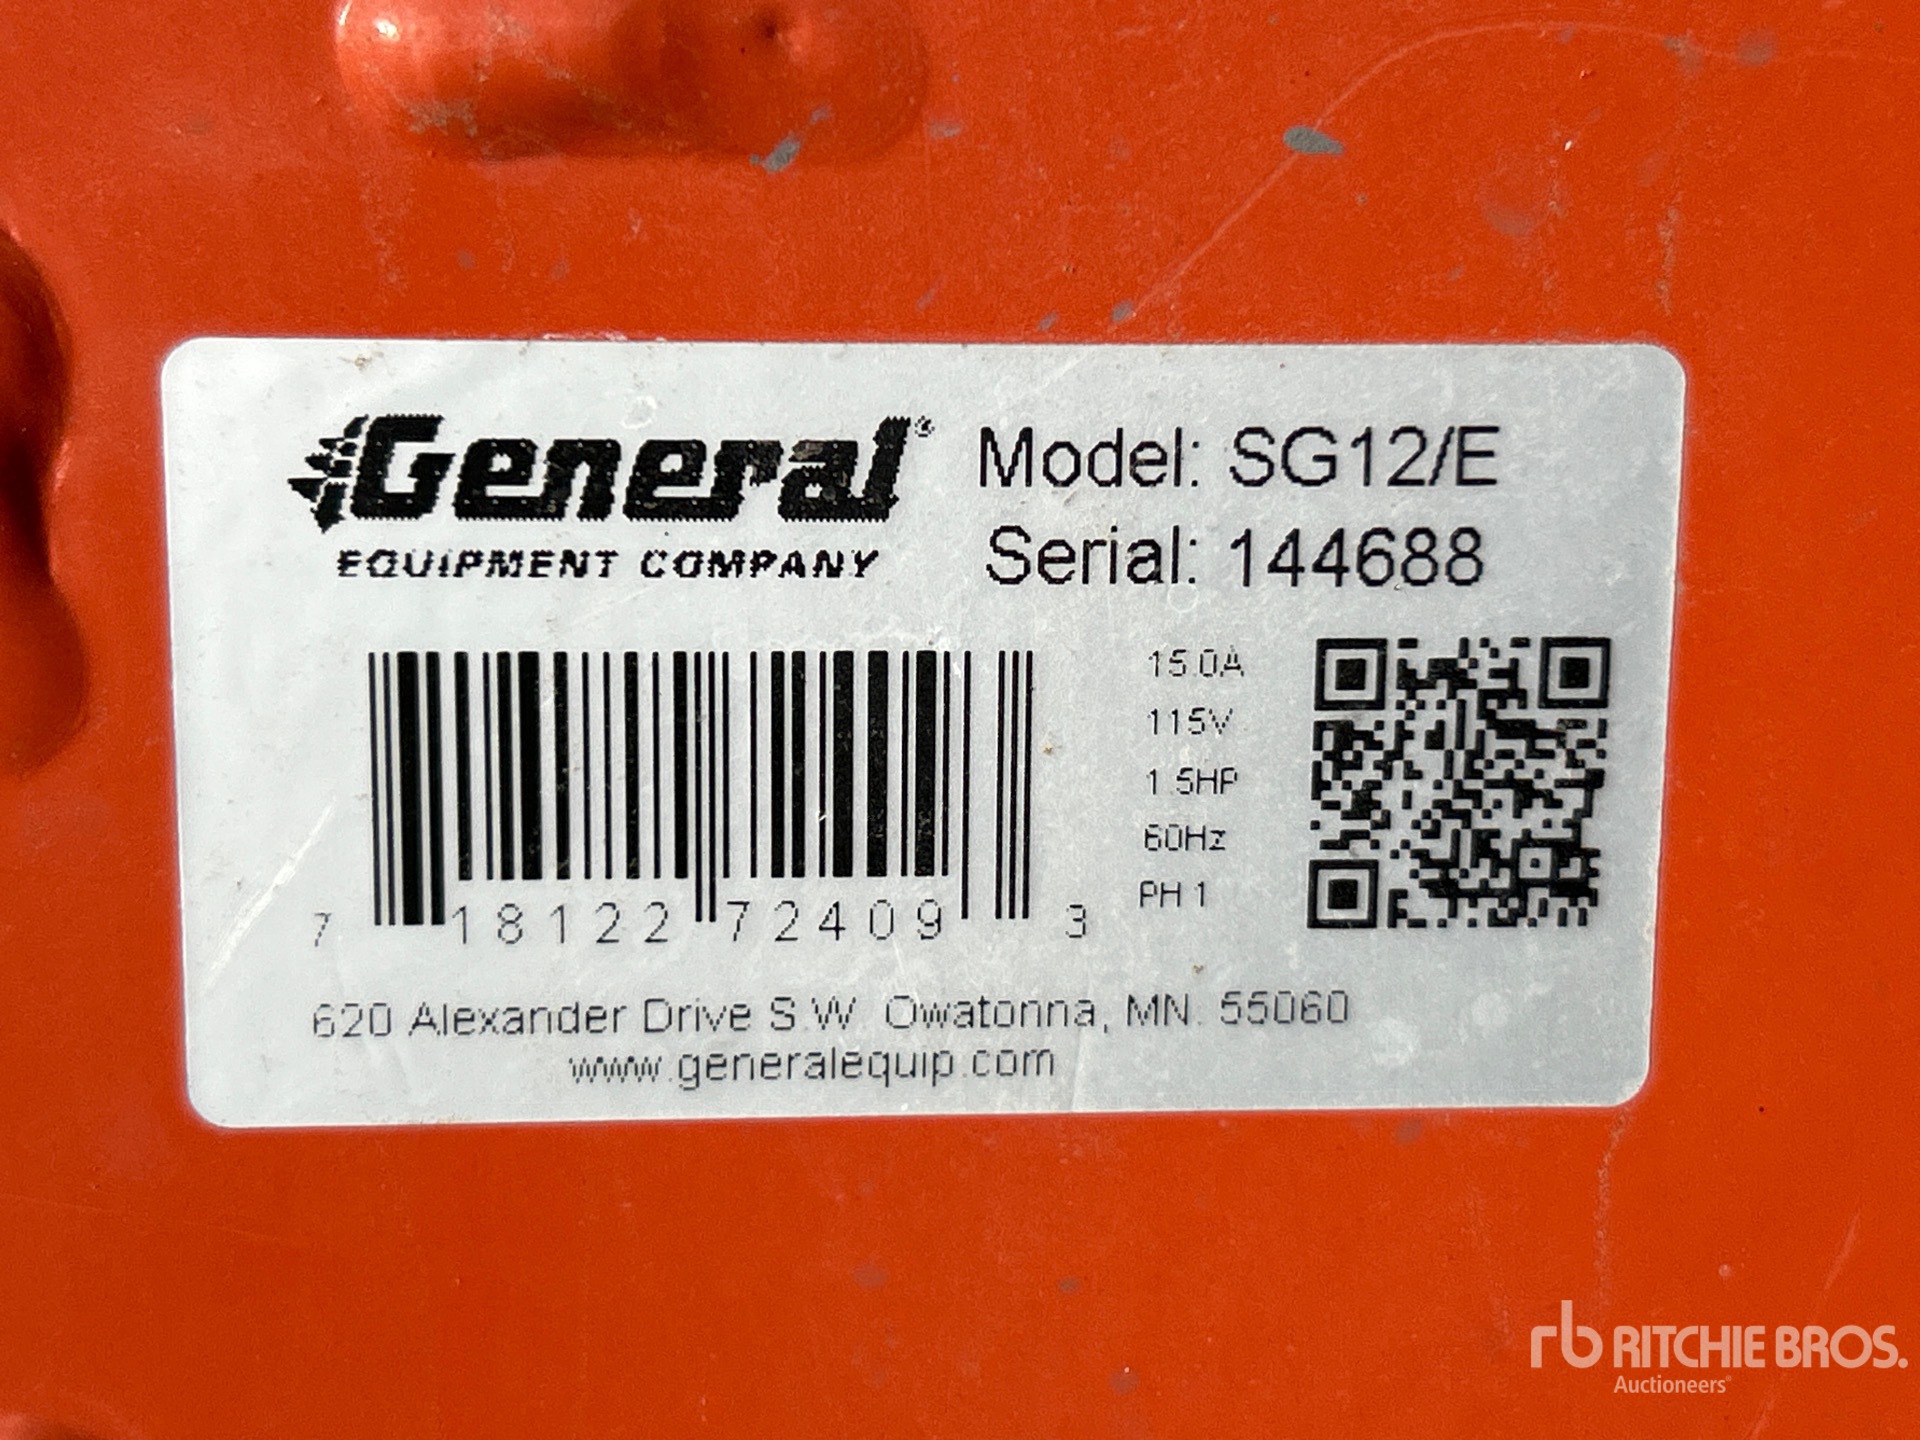 General®
EQUIPMENT COMPANY
Model: SG12/E
Serial: 144688
15.0A
115V
1.5HP
60Hz
PH 1
7 18122 72409 3
620 Alexander Drive S.W. Owatonna, MN. 55060
www.generalequip.com
rb RITCHIE BROS.
Auctioneers